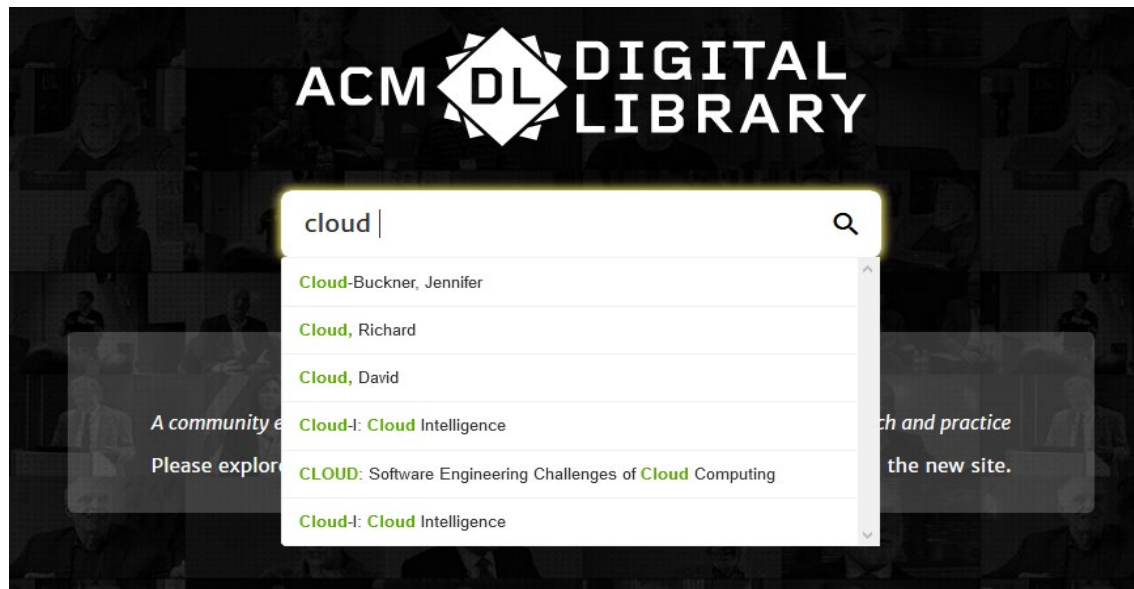 ACM DL DIGITAL
LIBRARY
cloud
Cloud-Buckner, Jennifer
Cloud, Richard
Cloud, David
Cloud-I: Cloud Intelligence
A community e
ch and practice
CLOUD: Software Engineering Challenges of Cloud Computing
Please explor
the new site.
Cloud-I: Cloud Intelligence